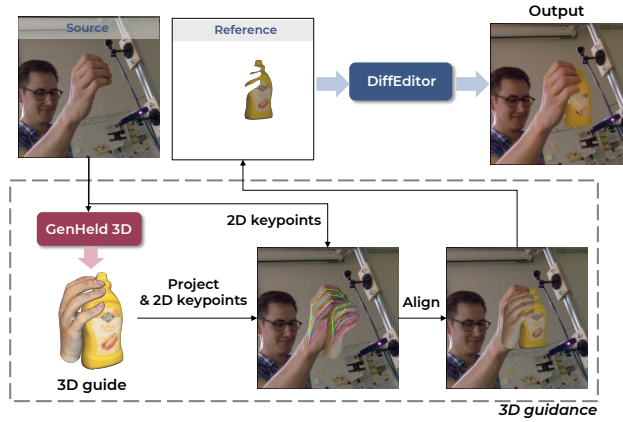 Source
Reference
Output
DiffEditor
2D keypoints
GenHeld 3D
Project
& 2D keypoints
Align
3D guide
3D guidance